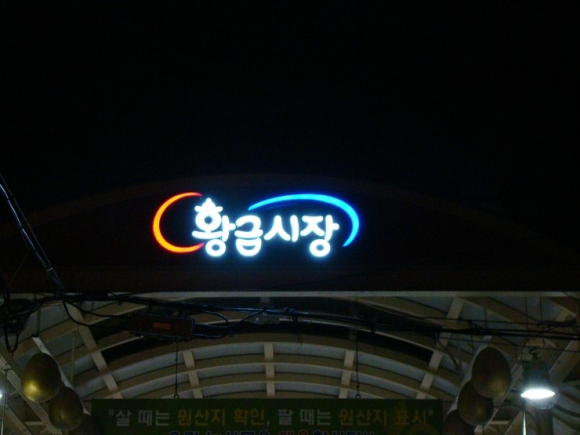 황금시장
"살 때는 원산지 확인, 팔 때는 원산지 표시"